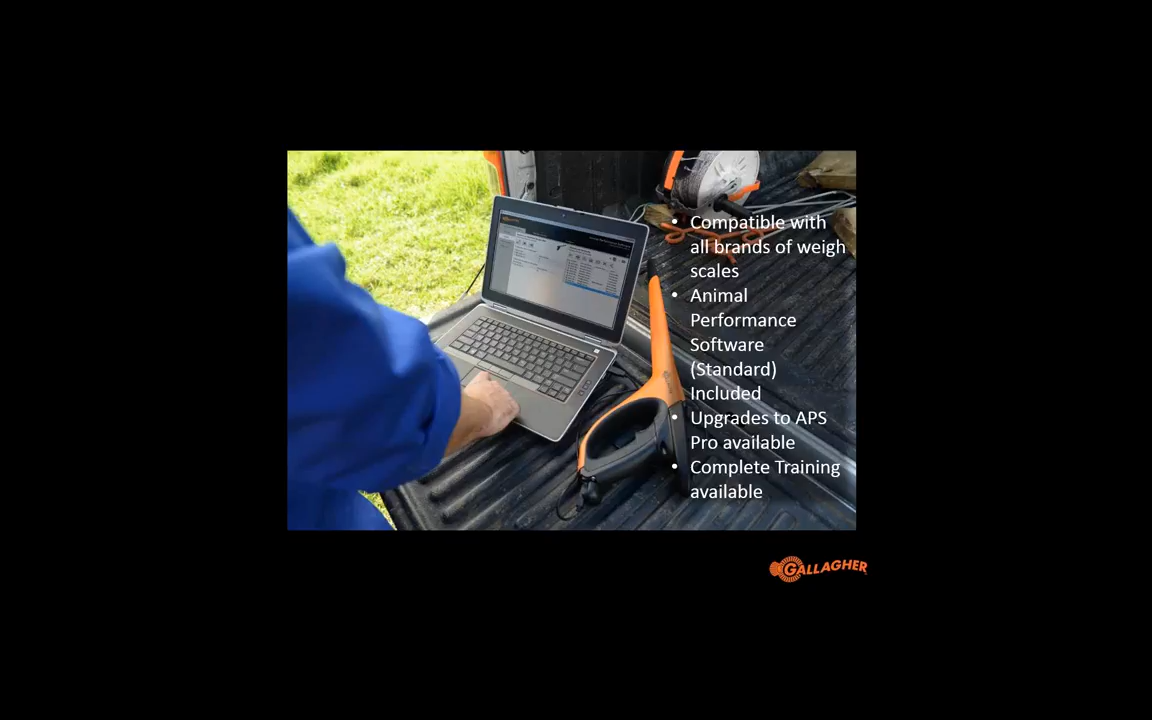 • Compatible with
all brands of weigh
scales
• Animal
Performance
Software
(Standard)
Included
• Upgrades to APS
Pro available
• Complete Training
available
GALLAGHER